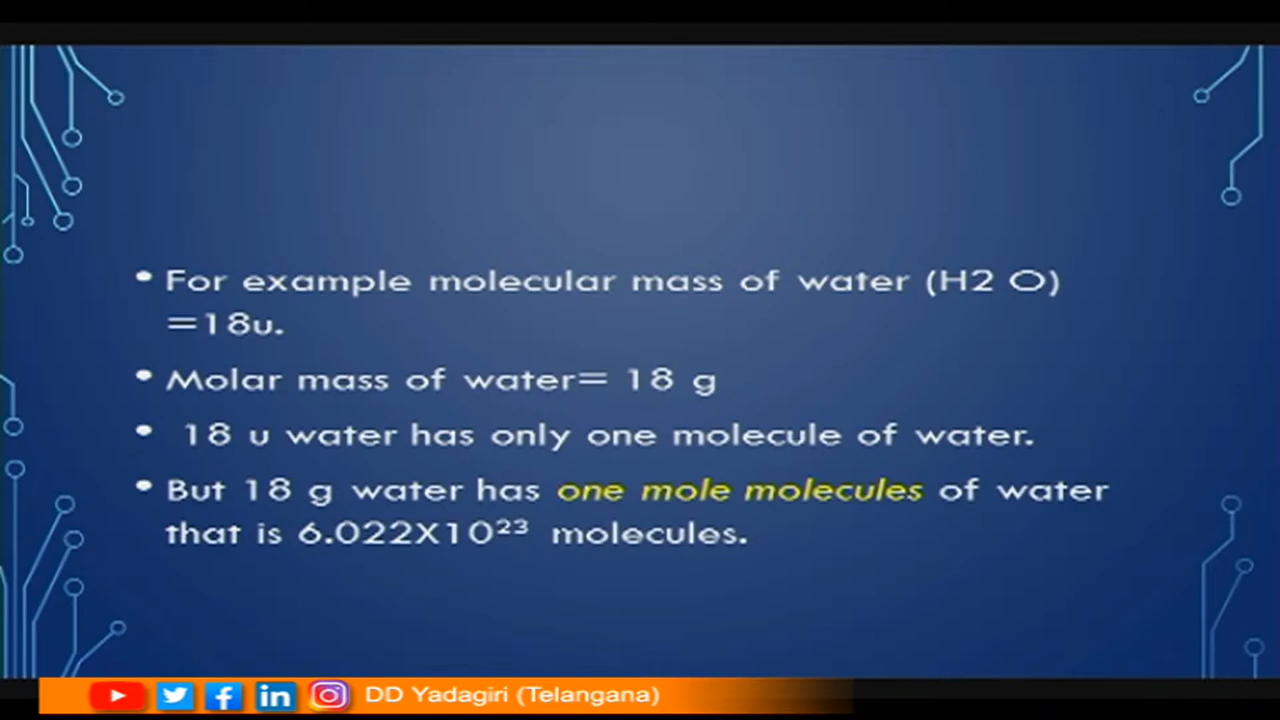 • For example molecular mass of water (H2 O)
=18u.
• Molar mass of water= 18 g
• 18 u water has only one molecule of water.
• But 18 g water has one mole molecules of water
that is 6.022X10²³ molecules.
DD Yadagiri (Telangana)